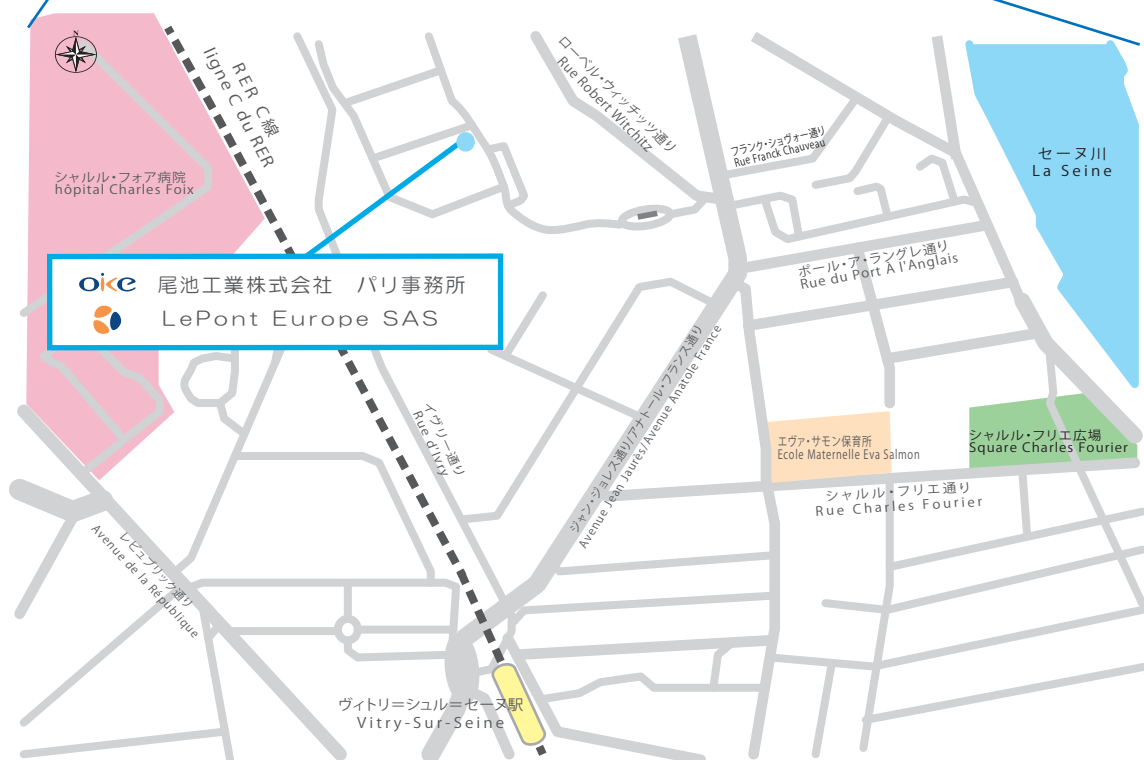 N
RER C線
ligne C du RER
ローベル・ウィッチッツ通り
Rue Robert Witchitz
フランク・ショヴォー通り
Rue Franck Chauveau
セーヌ川
La Seine
シャルル・フォア病院
hôpital Charles Foix
ポール・ア・ラングレ通り
Rue du Port A l'Anglais
oike 尾池工業株式会社 パリ事務所
LePont Europe SAS
ジャン・ジョレス通り/アナトール・フランス通り
Avenue Jean Jaurès/Avenue Anatole France
イヴリー通り
Rue d'Ivry
エヴァ・サモン保育所
Ecole Maternelle Eva Salmon
シャルル・フリエ広場
Square Charles Fourier
シャルル・フリエ通り
Rue Charles Fourier
レピュブリック通り
Avenue de la République
ヴィトリ＝シュル＝セーヌ駅
Vitry-Sur-Seine